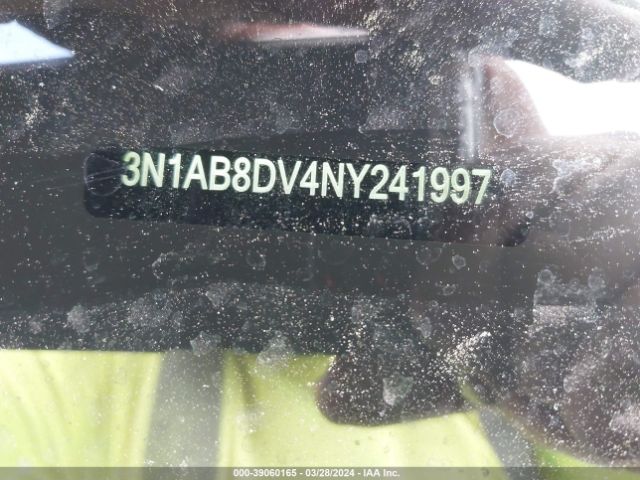 3N1AB8DV4NY241997
000-39060165 - 03/28/2024 - IAA Inc.